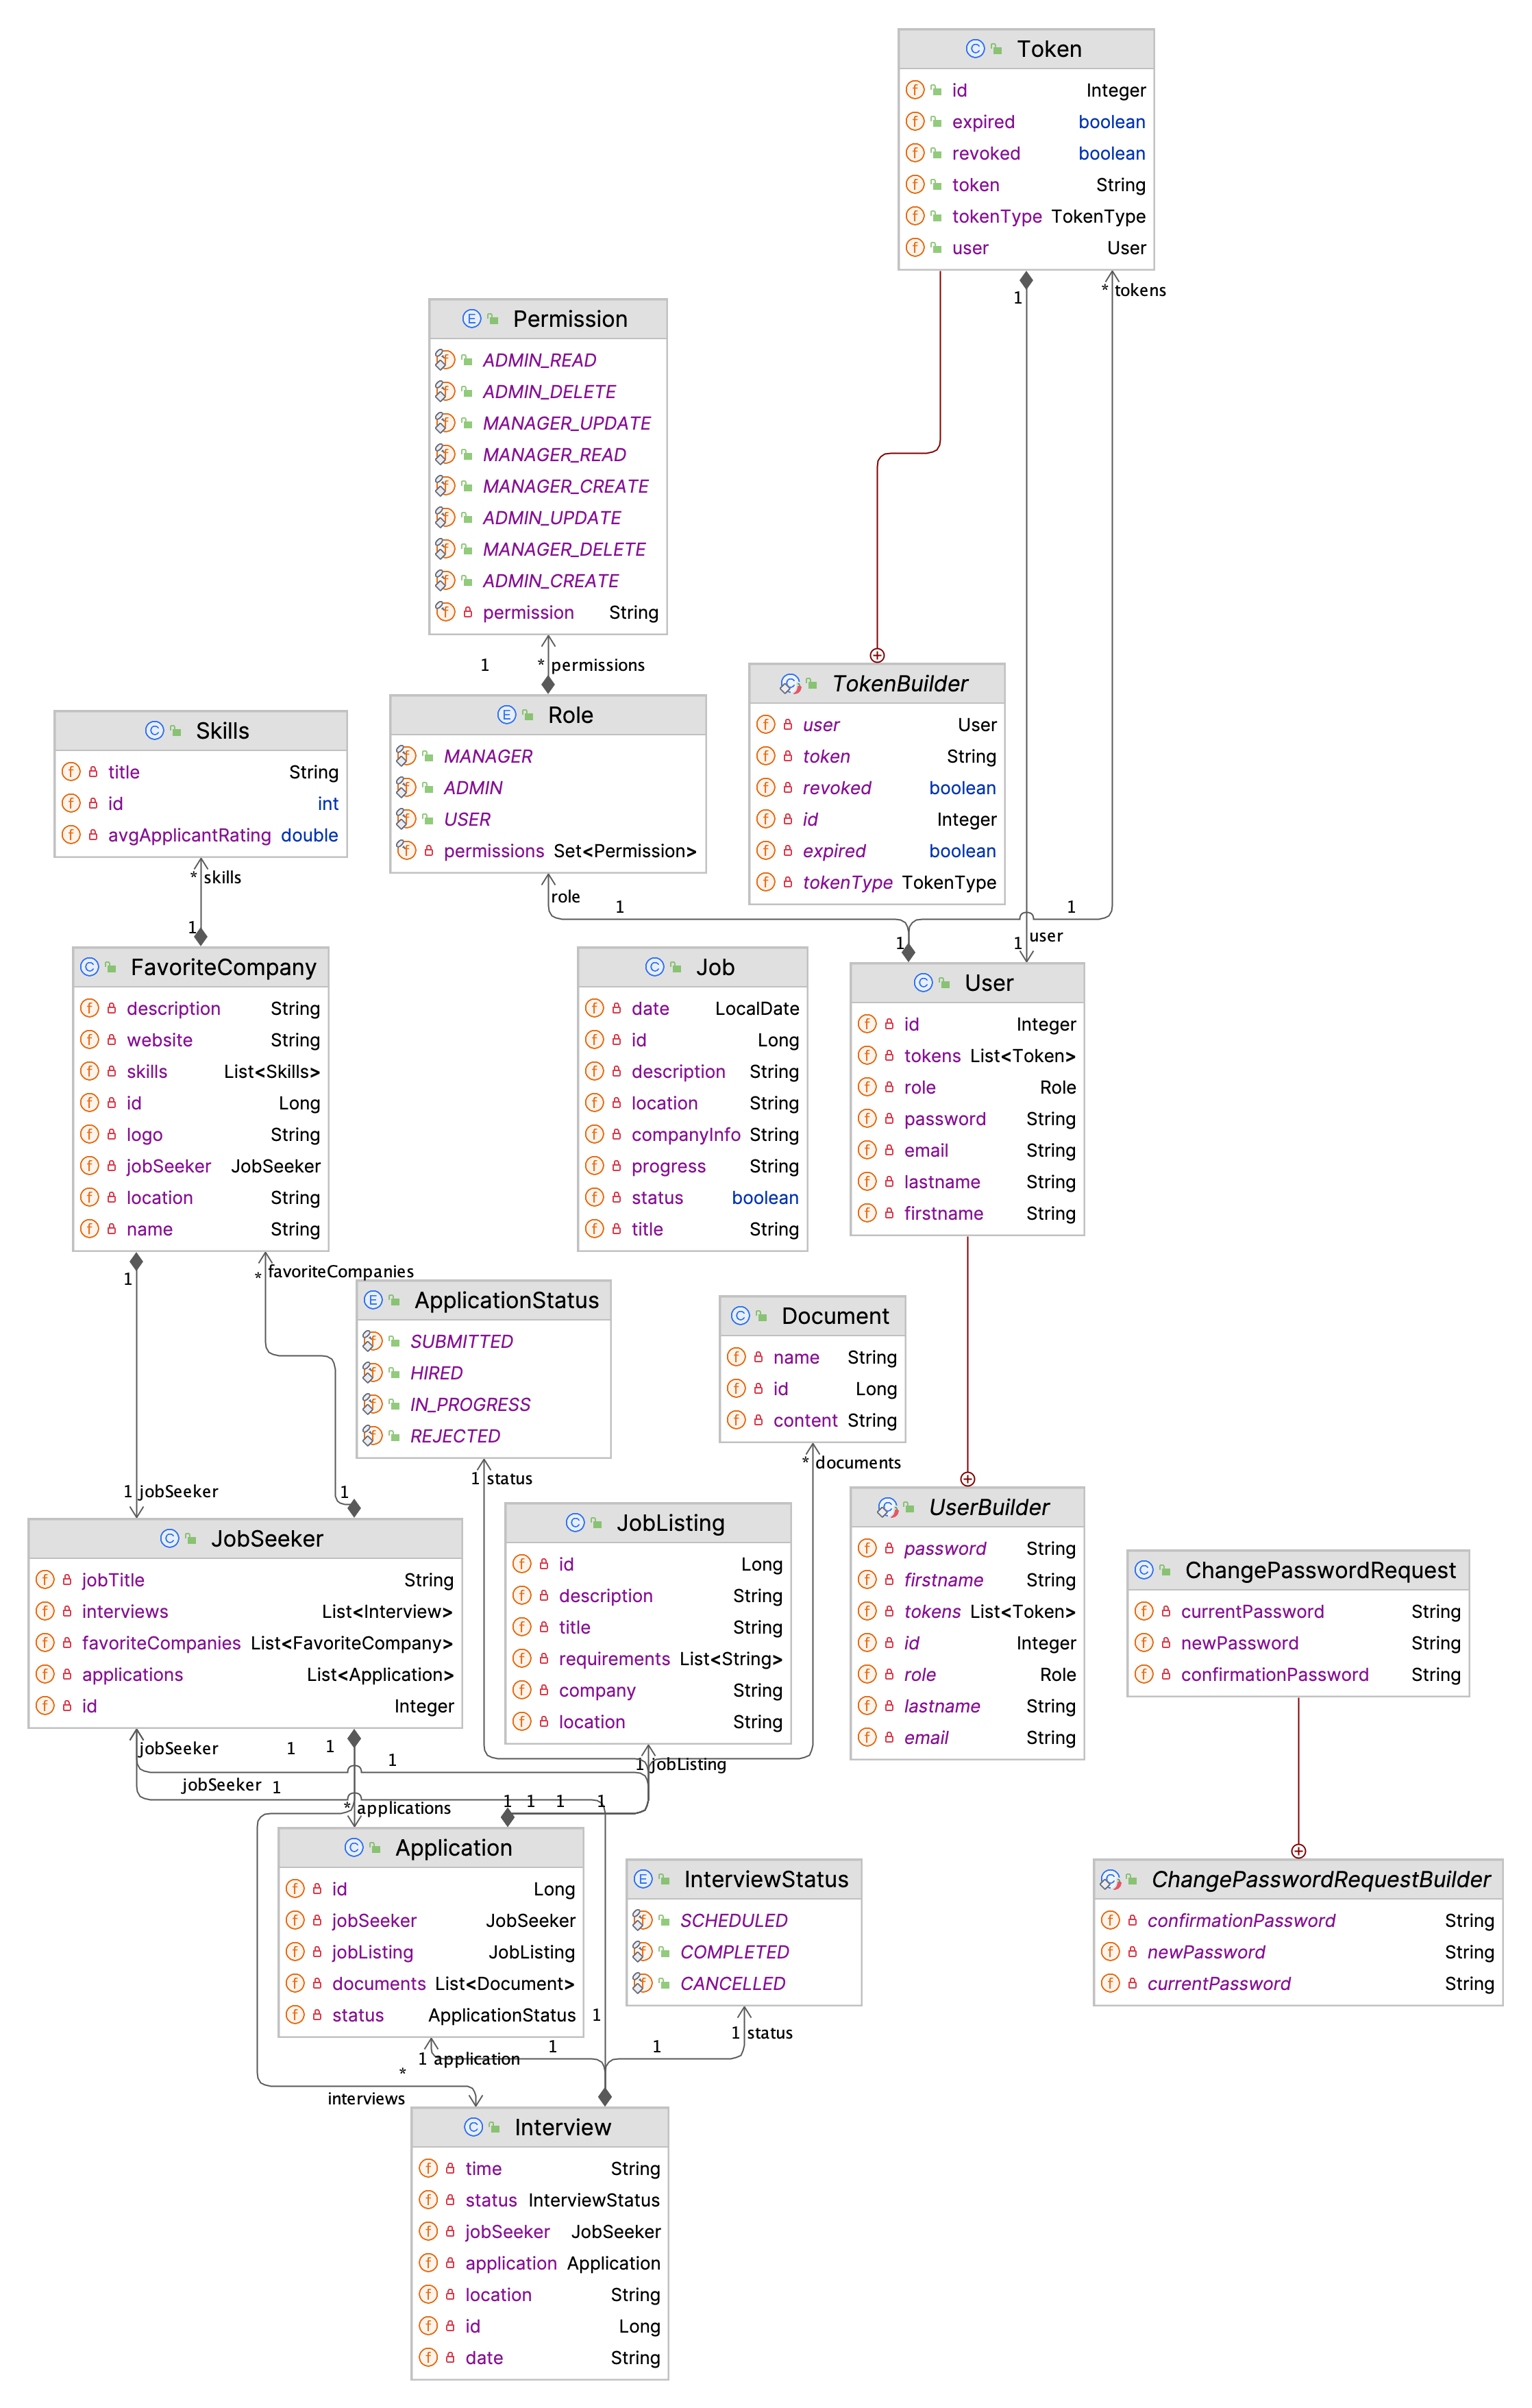 Token
id Integer
expired boolean
revoked boolean
token String
tokenType TokenType
user User
1
* tokens
Permission
ADMIN_READ
ADMIN_DELETE
MANAGER_UPDATE
MANAGER_READ
MANAGER_CREATE
ADMIN_UPDATE
MANAGER_DELETE
ADMIN_CREATE
permission String
1 * permissions
TokenBuilder
user User
token String
revoked boolean
id Integer
expired boolean
tokenType TokenType
Role
MANAGER
ADMIN
USER
permissions Set<Permission>
role 1 1
1 1 user
Skills
title String
id int
avgApplicantRating double
* skills
1
FavoriteCompany
description String
website String
skills List<Skills>
id Long
logo String
jobSeeker JobSeeker
location String
name String
1 * favoriteCompanies
Job
date LocalDate
id Long
description String
location String
companyInfo String
progress String
status boolean
title String
User
id Integer
tokens List<Token>
role Role
password String
email String
lastname String
firstname String
ApplicationStatus
SUBMITTED
HIRED
IN_PROGRESS
REJECTED
1 status
Document
name String
id Long
content String
* documents
1 jobSeeker 1
JobSeeker
jobTitle String
interviews List<Interview>
favoriteCompanies List<FavoriteCompany>
applications List<Application>
id Integer
JobListing
id Long
description String
title String
requirements List<String>
company String
location String
UserBuilder
password String
firstname String
tokens List<Token>
id Integer
role Role
lastname String
email String
ChangePasswordRequest
currentPassword String
newPassword String
confirmationPassword String
jobSeeker 1 1 1 1 jobListing
jobSeeker 1
* applications 1 1 1 1
Application
id Long
jobSeeker JobSeeker
jobListing JobListing
documents List<Document>
status ApplicationStatus
1
InterviewStatus
SCHEDULED
COMPLETED
CANCELLED
1 status
ChangePasswordRequestBuilder
confirmationPassword String
newPassword String
currentPassword String
1 application 1 1
*
interviews
Interview
time String
status InterviewStatus
jobSeeker JobSeeker
application Application
location String
id Long
date String